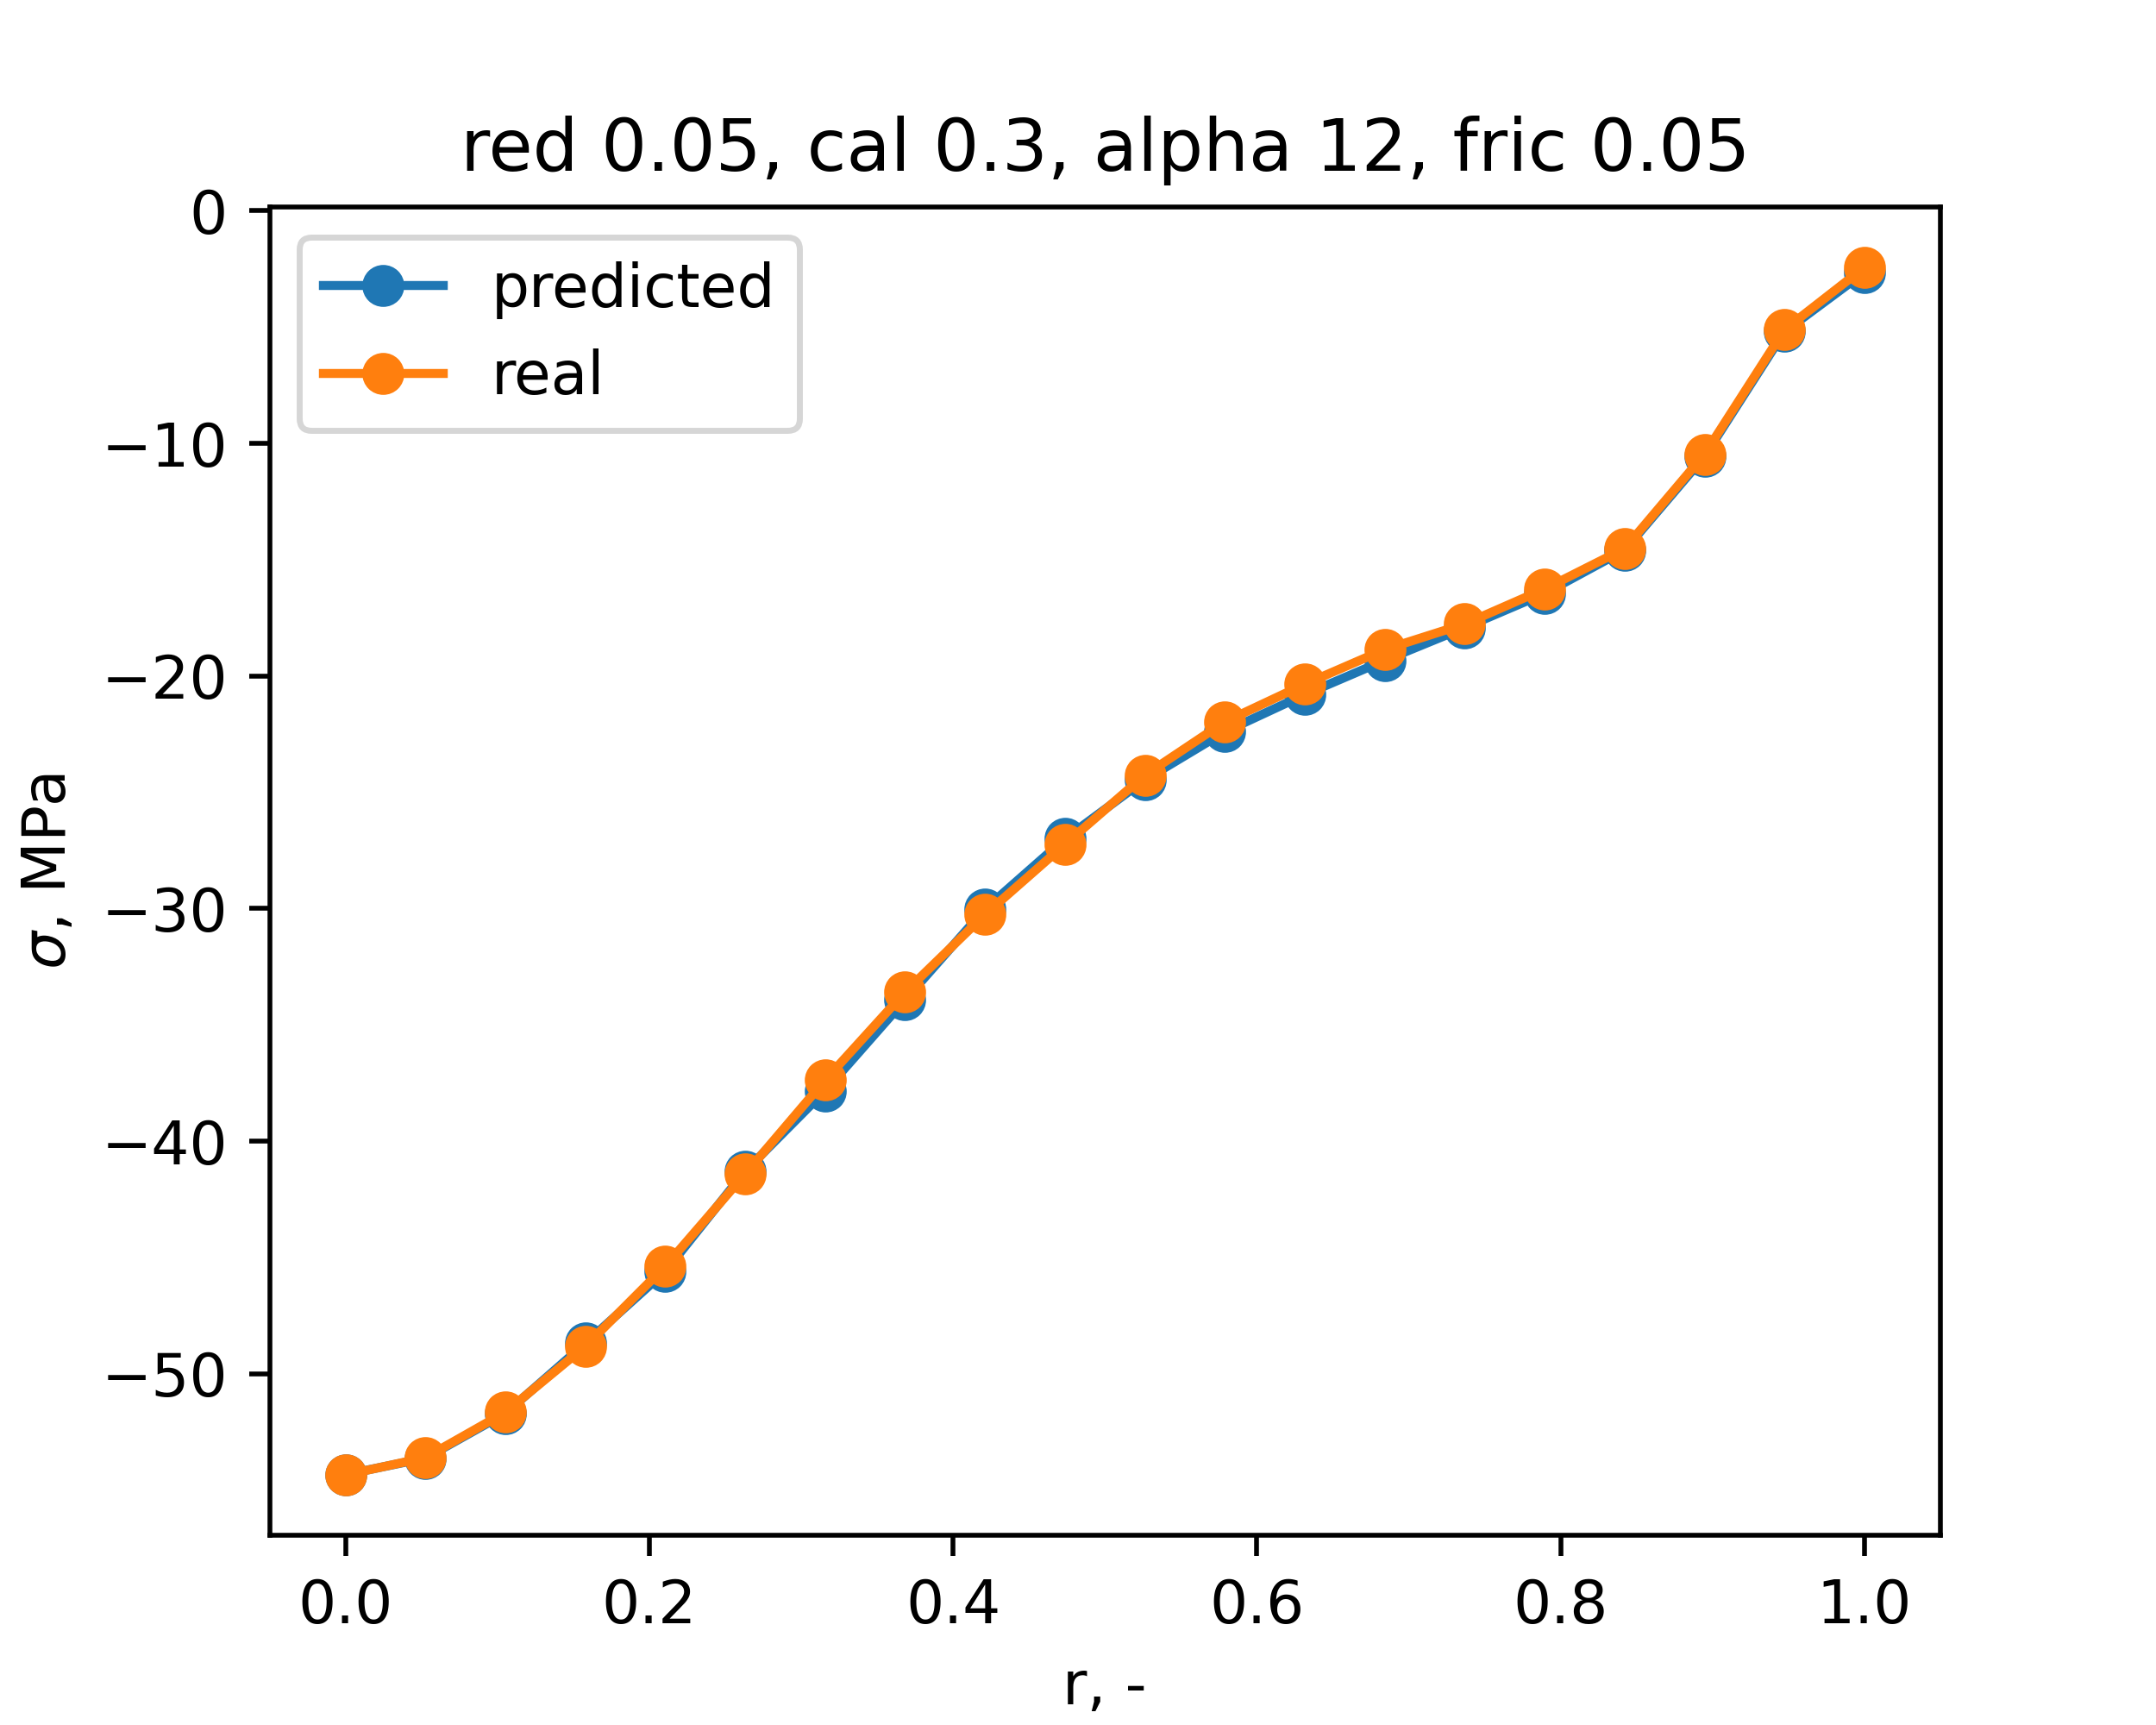 red 0.05, cal 0.3, alpha 12, fric 0.05
predicted
real
0
−10
−20
−30
−40
−50
σ, MPa
0.0 0.2 0.4 0.6 0.8 1.0
r, -